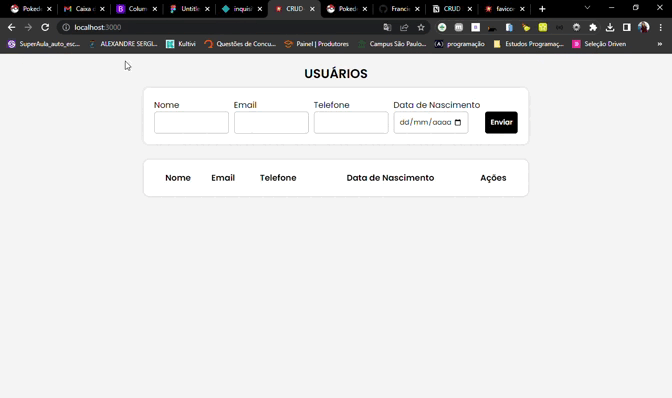 Poked Caixa d Colum Untitle inquisi CRUD Poked Franci CRUD favico
localhost:3000
SuperAula_auto_esc... ALEXANDRE SERGI... Kultivi Questões de Concu... Painel | Produtores Campus São Paulo... programação Estudos Programaç... Seleção Driven »
USUÁRIOS
Nome Email Telefone Data de Nascimento
dd/mm/aaaa Enviar
Nome Email Telefone Data de Nascimento Ações